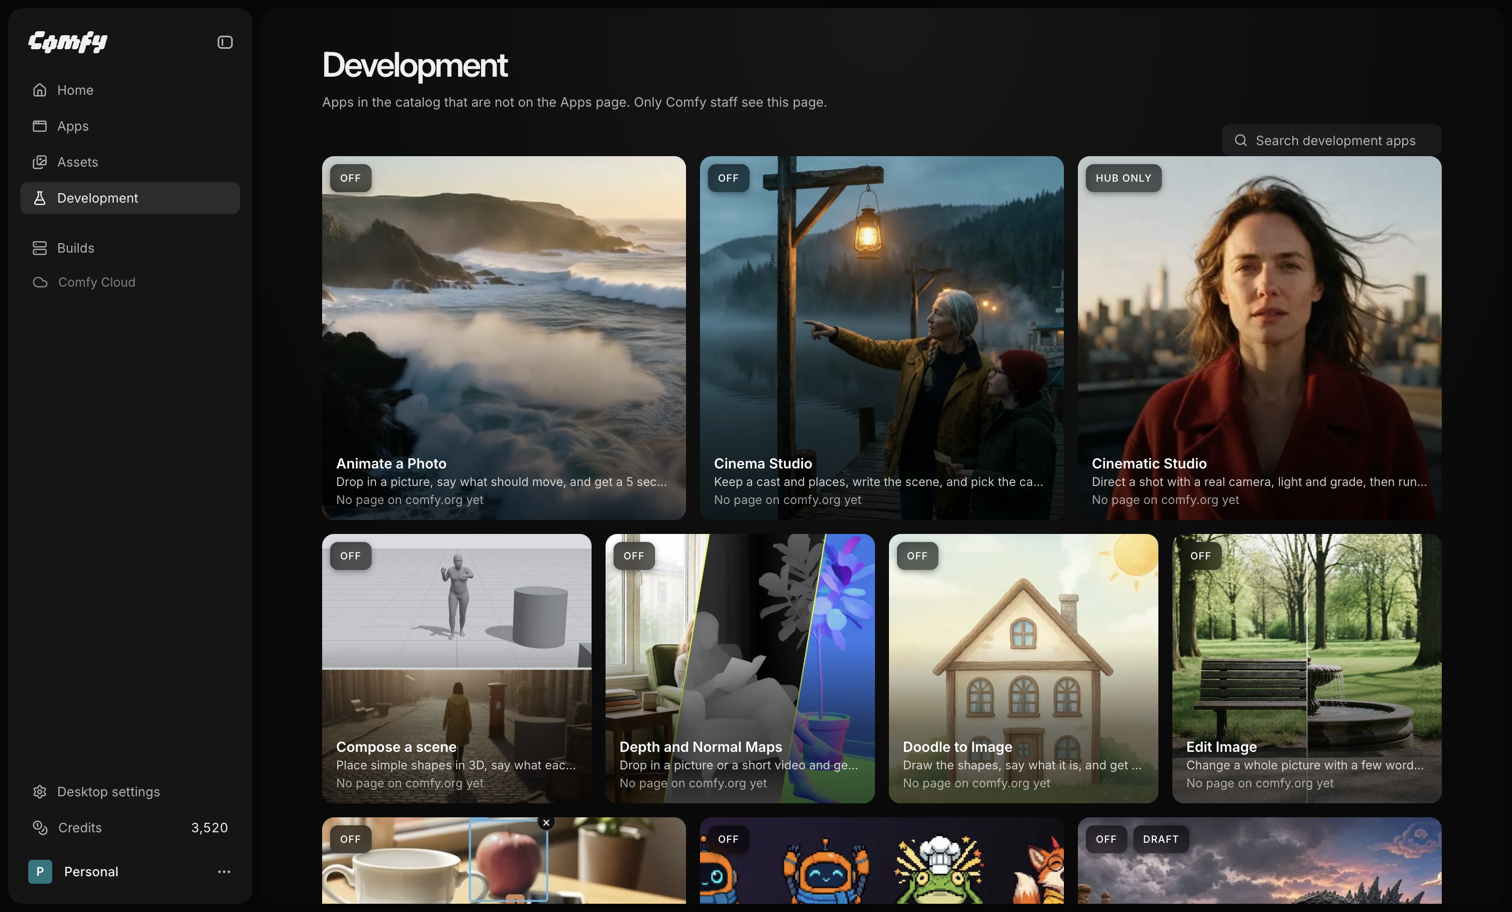 Comfy
Home
Apps
Assets
Development
Builds
Comfy Cloud
Desktop settings
Credits 3,520
P Personal
Development
Apps in the catalog that are not on the Apps page. Only Comfy staff see this page.
Search development apps
OFF
Animate a Photo
Drop in a picture, say what should move, and get a 5 sec...
No page on comfy.org yet
OFF
Cinema Studio
Keep a cast and places, write the scene, and pick the ca...
No page on comfy.org yet
HUB ONLY
Cinematic Studio
Direct a shot with a real camera, light and grade, then run...
No page on comfy.org yet
OFF
Compose a scene
Place simple shapes in 3D, say what eac...
No page on comfy.org yet
OFF
Depth and Normal Maps
Drop in a picture or a short video and ge...
No page on comfy.org yet
OFF
Doodle to Image
Draw the shapes, say what it is, and get ...
No page on comfy.org yet
OFF
Edit Image
Change a whole picture with a few word...
No page on comfy.org yet
OFF
OFF
OFF DRAFT